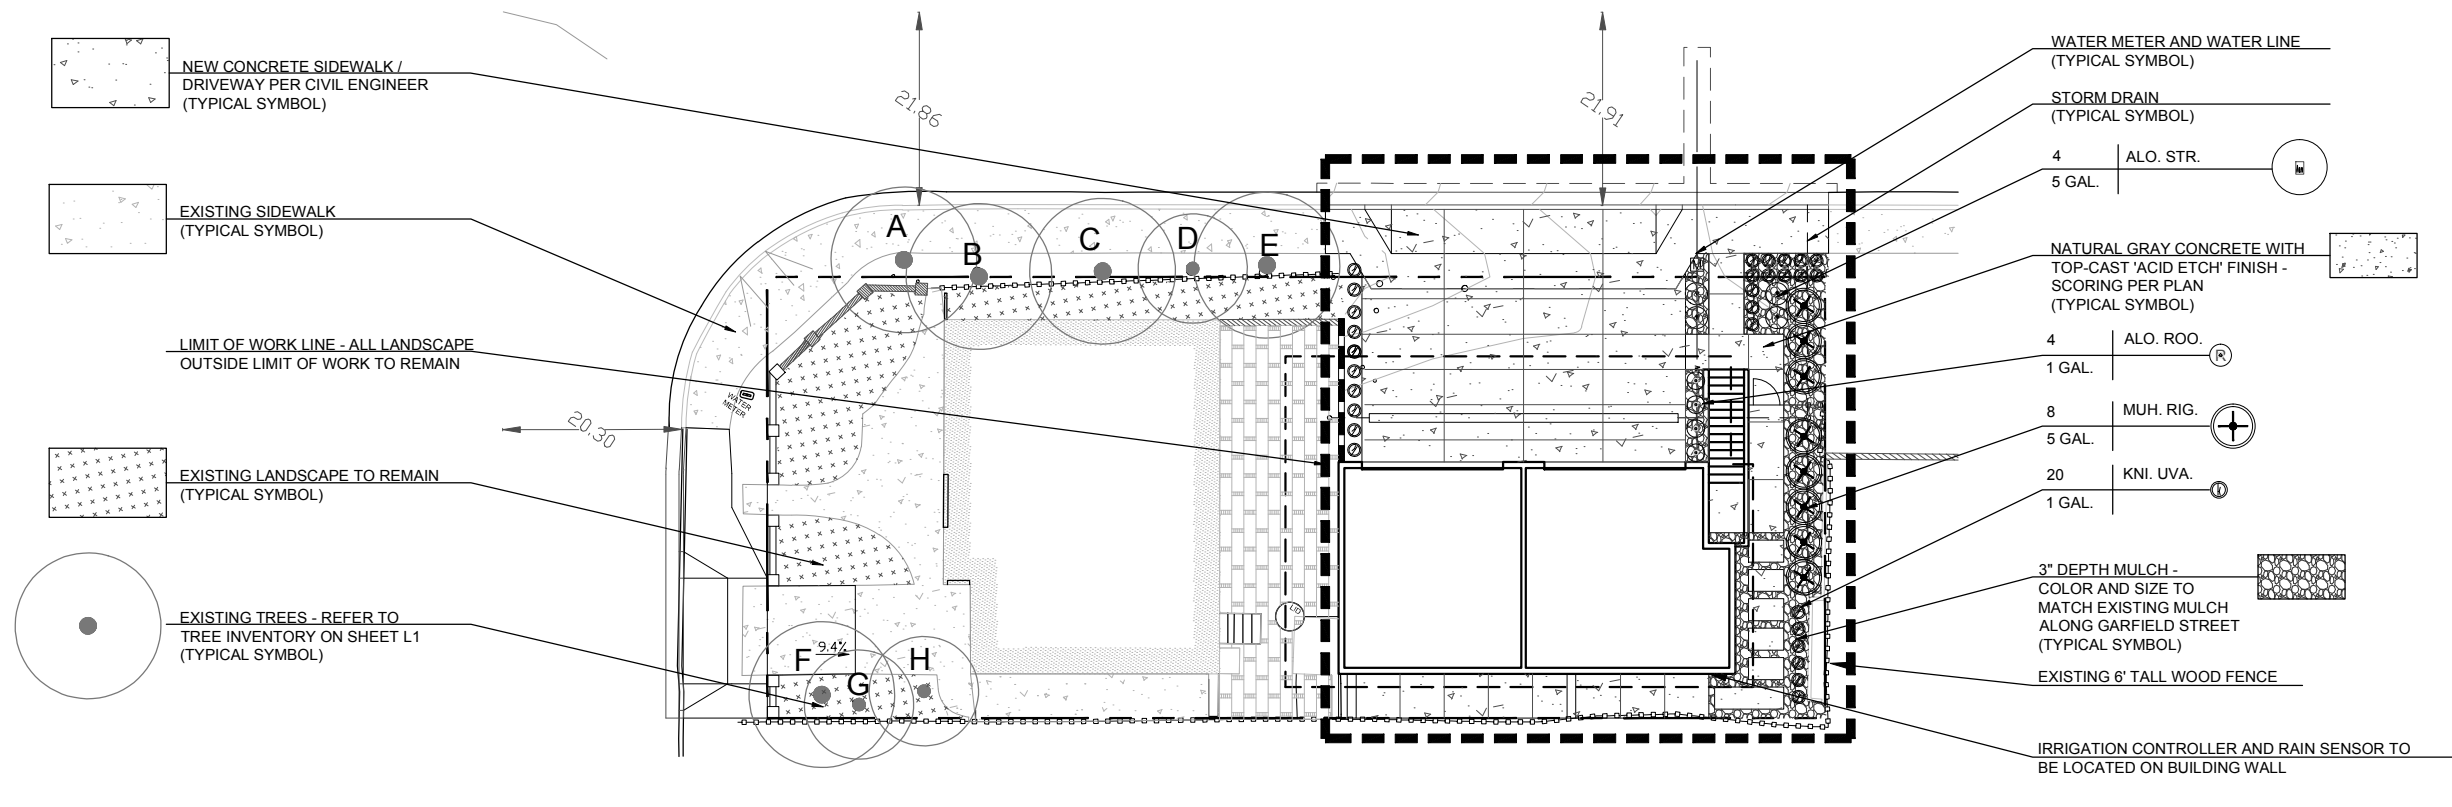 NEW CONCRETE SIDEWALK /
DRIVEWAY PER CIVIL ENGINEER
(TYPICAL SYMBOL)
EXISTING SIDEWALK
(TYPICAL SYMBOL)
LIMIT OF WORK LINE - ALL LANDSCAPE
OUTSIDE LIMIT OF WORK TO REMAIN
EXISTING LANDSCAPE TO REMAIN
(TYPICAL SYMBOL)
EXISTING TREES - REFER TO
TREE INVENTORY ON SHEET L1
(TYPICAL SYMBOL)
21.86
21.91
20.30
A
B
C
D
E
WATER
METER
F
9.4%
G
H
LID
WATER METER AND WATER LINE
(TYPICAL SYMBOL)
STORM DRAIN
(TYPICAL SYMBOL)
4 ALO. STR.
5 GAL.
NATURAL GRAY CONCRETE WITH
TOP-CAST 'ACID ETCH' FINISH -
SCORING PER PLAN
(TYPICAL SYMBOL)
4 ALO. ROO.
1 GAL.
R
8 MUH. RIG.
5 GAL.
20 KNI. UVA.
1 GAL.
3" DEPTH MULCH -
COLOR AND SIZE TO
MATCH EXISTING MULCH
ALONG GARFIELD STREET
(TYPICAL SYMBOL)
EXISTING 6' TALL WOOD FENCE
IRRIGATION CONTROLLER AND RAIN SENSOR TO
BE LOCATED ON BUILDING WALL